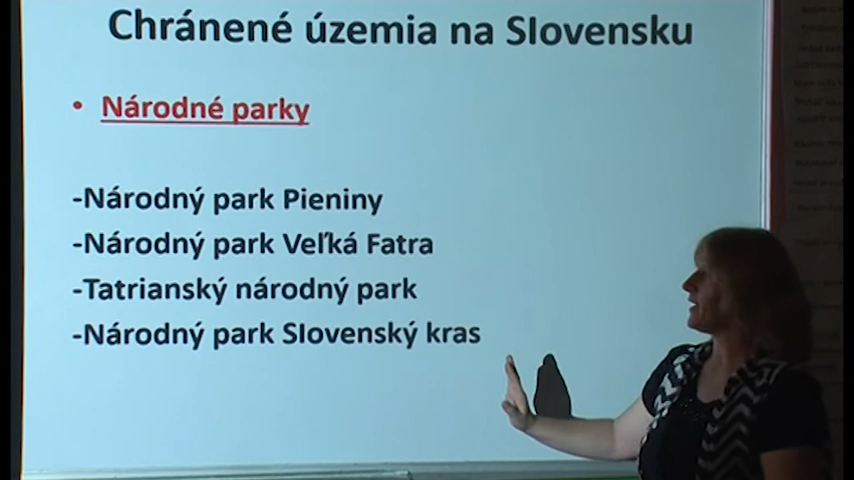 Chránené územia na Slovensku
• Národné parky
-Národný park Pieniny
-Národný park Veľká Fatra
-Tatrianský národný park
-Národný park Slovenský kras